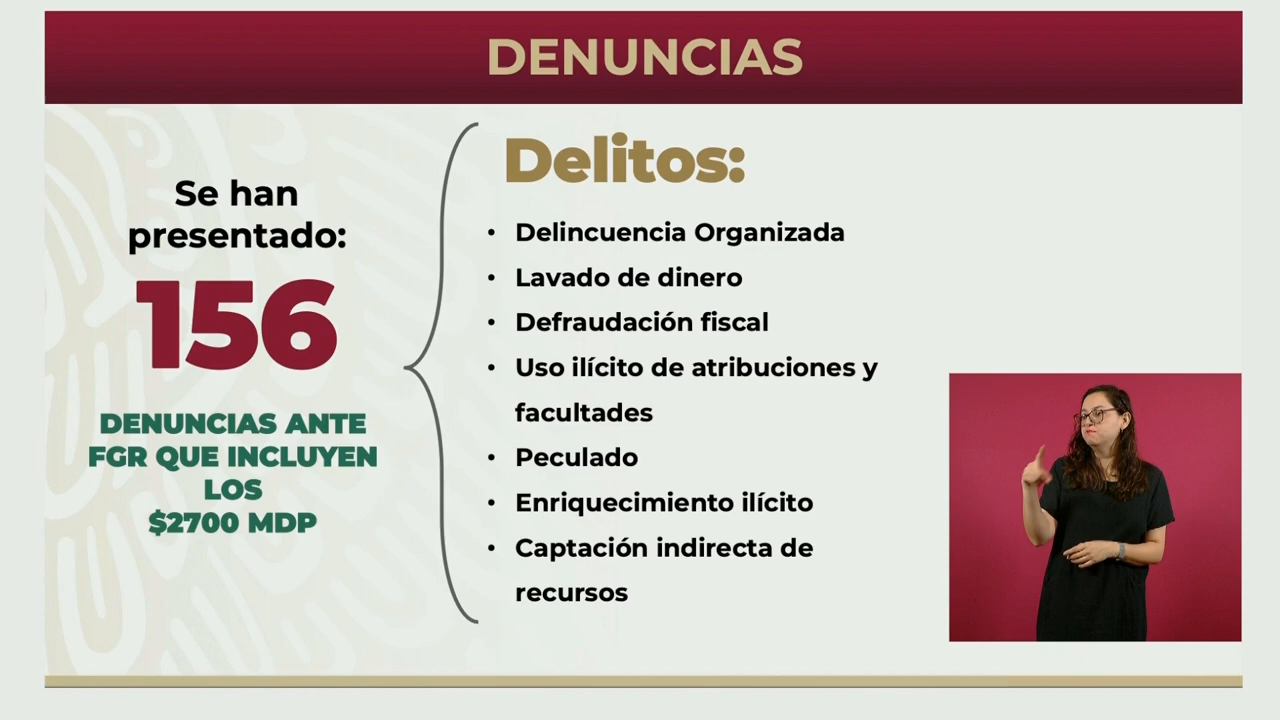 DENUNCIAS
Se han
presentado:
156
DENUNCIAS ANTE
FGR QUE INCLUYEN
LOS
$2700 MDP
Delitos:
• Delincuencia Organizada
• Lavado de dinero
• Defraudación fiscal
• Uso ilícito de atribuciones y
facultades
• Peculado
• Enriquecimiento ilícito
• Captación indirecta de
recursos